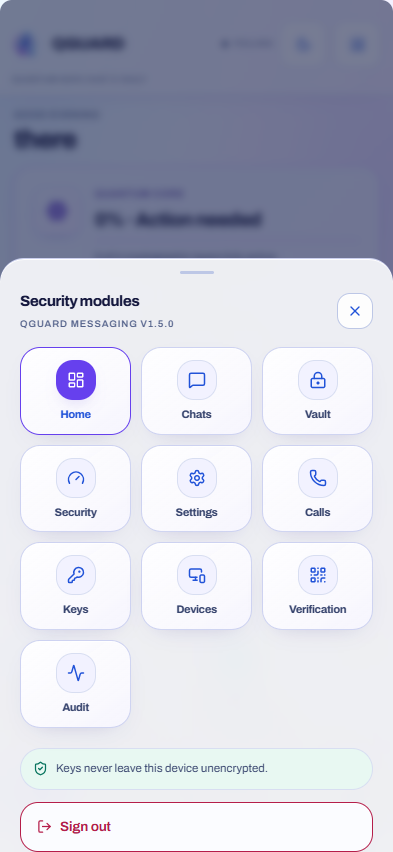 QGUARD
there
0% · Action needed
Security modules
QGUARD MESSAGING V1.5.0
Home
Chats
Vault
Security
Settings
Calls
Keys
Devices
Verification
Audit
Keys never leave this device unencrypted.
Sign out